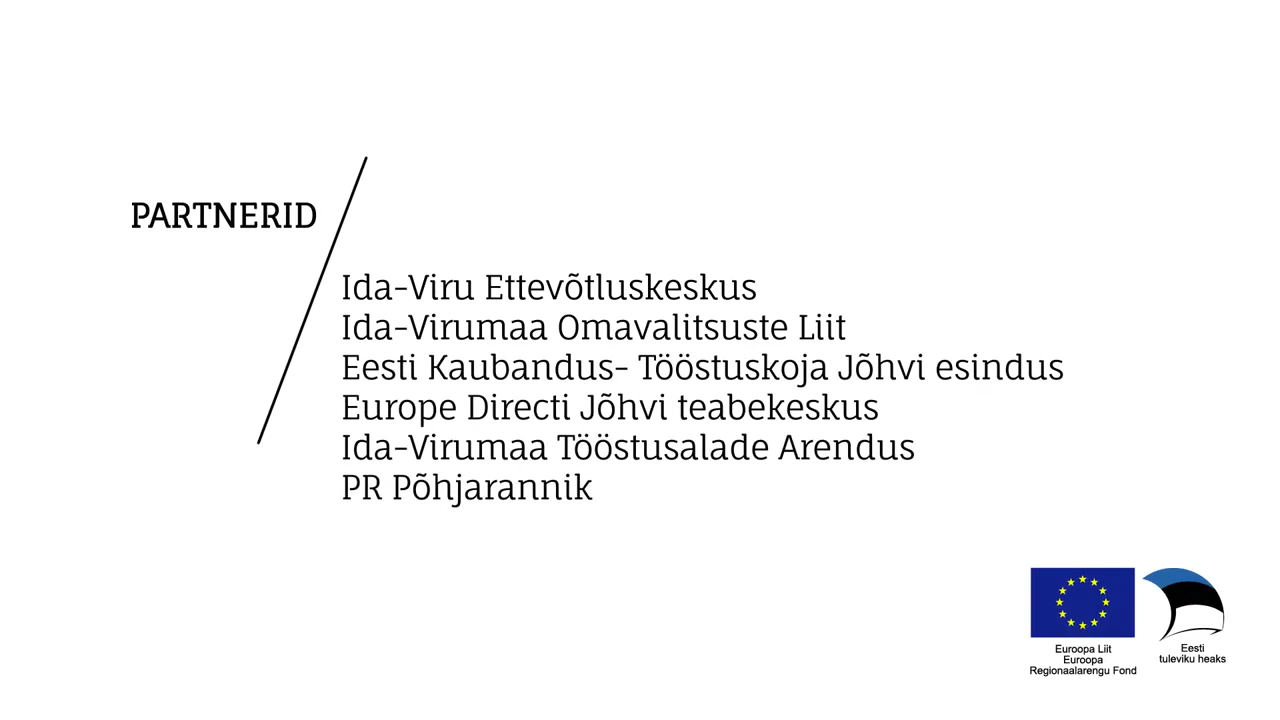 PARTNERID
Ida-Viru Ettevõtluskeskus
Ida-Virumaa Omavalitsuste Liit
Eesti Kaubandus- Tööstuskoja Jõhvi esindus
Europe Directi Jõhvi teabekeskus
Ida-Virumaa Tööstusalade Arendus
PR Põhjarannik
Euroopa Liit
Euroopa
Regionaalarengu Fond
Eesti
tuleviku heaks